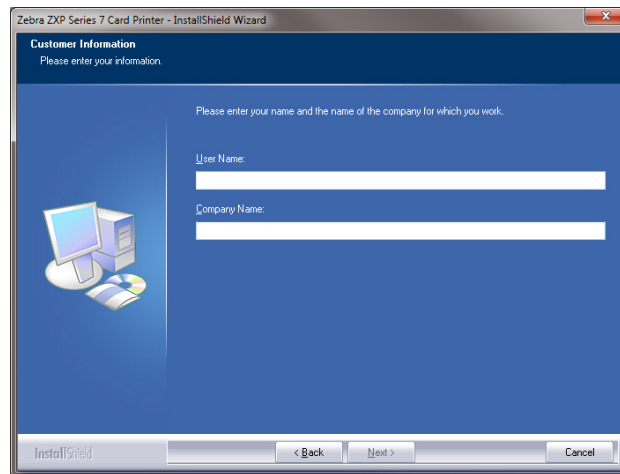 Zebra ZXP Series 7 Card Printer - InstallShield Wizard
Customer Information
Please enter your information.
Please enter your name and the name of the company for which you work.
User Name:
Company Name:
InstallShield
< Back Next > Cancel